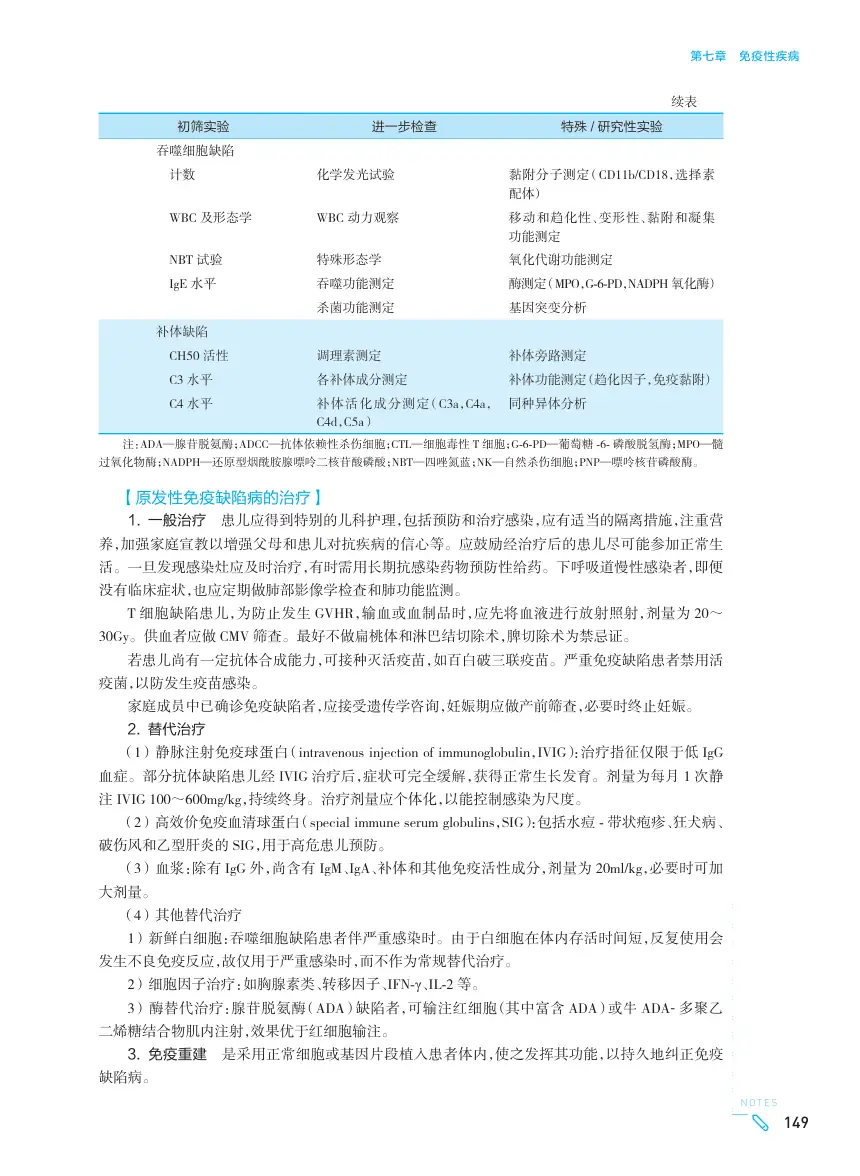 第七章 免疫性疾病
续表
初筛实验 进一步检查 特殊 / 研究性实验
吞噬细胞缺陷
计数 化学发光试验 黏附分子测定(CD11b/CD18,选择素
配体)
WBC 及形态学 WBC 动力观察 移动和趋化性、变形性、黏附和凝集
功能测定
NBT 试验 特殊形态学 氧化代谢功能测定
IgE 水平 吞噬功能测定 酶测定(MPO,G-6-PD,NADPH 氧化酶)
杀菌功能测定 基因突变分析
补体缺陷
CH50 活性 调理素测定 补体旁路测定
C3 水平 各补体成分测定 补体功能测定(趋化因子,免疫黏附)
C4 水平 补体活化成分测定(C3a,C4a, 同种异体分析
C4d,C5a)
注:ADA—腺苷脱氨酶;ADCC—抗体依赖性杀伤细胞;CTL—细胞毒性 T 细胞;G-6-PD—葡萄糖 -6- 磷酸脱氢酶;MPO—髓
过氧化物酶;NADPH—还原型烟酰胺腺嘌呤二核苷酸磷酸;NBT—四唑氮蓝;NK—自然杀伤细胞;PNP—嘌呤核苷磷酸酶。
【原发性免疫缺陷病的治疗】
1. 一般治疗 患儿应得到特别的儿科护理,包括预防和治疗感染,应有适当的隔离措施,注重营
养,加强家庭宣教以增强父母和患儿对抗疾病的信心等。应鼓励经治疗后的患儿尽可能参加正常生
活。一旦发现感染灶应及时治疗,有时需用长期抗感染药物预防性给药。下呼吸道慢性感染者,即便
没有临床症状,也应定期做肺部影像学检查和肺功能监测。
T 细胞缺陷患儿,为防止发生 GVHR,输血或血制品时,应先将血液进行放射照射,剂量为 20～
30Gy。供血者应做 CMV 筛查。最好不做扁桃体和淋巴结切除术,脾切除术为禁忌证。
若患儿尚有一定抗体合成能力,可接种灭活疫苗,如百白破三联疫苗。严重免疫缺陷患者禁用活
疫菌,以防发生疫苗感染。
家庭成员中已确诊免疫缺陷者,应接受遗传学咨询,妊娠期应做产前筛查,必要时终止妊娠。
2. 替代治疗
(1)静脉注射免疫球蛋白(intravenous injection of immunoglobulin,IVIG):治疗指征仅限于低 IgG
血症。部分抗体缺陷患儿经 IVIG 治疗后,症状可完全缓解,获得正常生长发育。剂量为每月 1 次静
注 IVIG 100～600mg/kg,持续终身。治疗剂量应个体化,以能控制感染为尺度。
(2)高效价免疫血清球蛋白(special immune serum globulins,SIG):包括水痘 - 带状疱疹、狂犬病、
破伤风和乙型肝炎的 SIG,用于高危患儿预防。
(3)血浆:除有 IgG 外,尚含有 IgM、IgA、补体和其他免疫活性成分,剂量为 20ml/kg,必要时可加
大剂量。
(4)其他替代治疗
1)新鲜白细胞:吞噬细胞缺陷患者伴严重感染时。由于白细胞在体内存活时间短,反复使用会
发生不良免疫反应,故仅用于严重感染时,而不作为常规替代治疗。
2)细胞因子治疗:如胸腺素类、转移因子、IFN-γ、IL-2 等。
3)酶替代治疗:腺苷脱氨酶(ADA)缺陷者,可输注红细胞(其中富含 ADA)或牛 ADA- 多聚乙
二烯糖结合物肌内注射,效果优于红细胞输注。
3. 免疫重建 是采用正常细胞或基因片段植入患者体内,使之发挥其功能,以持久地纠正免疫
缺陷病。
NOTES
149